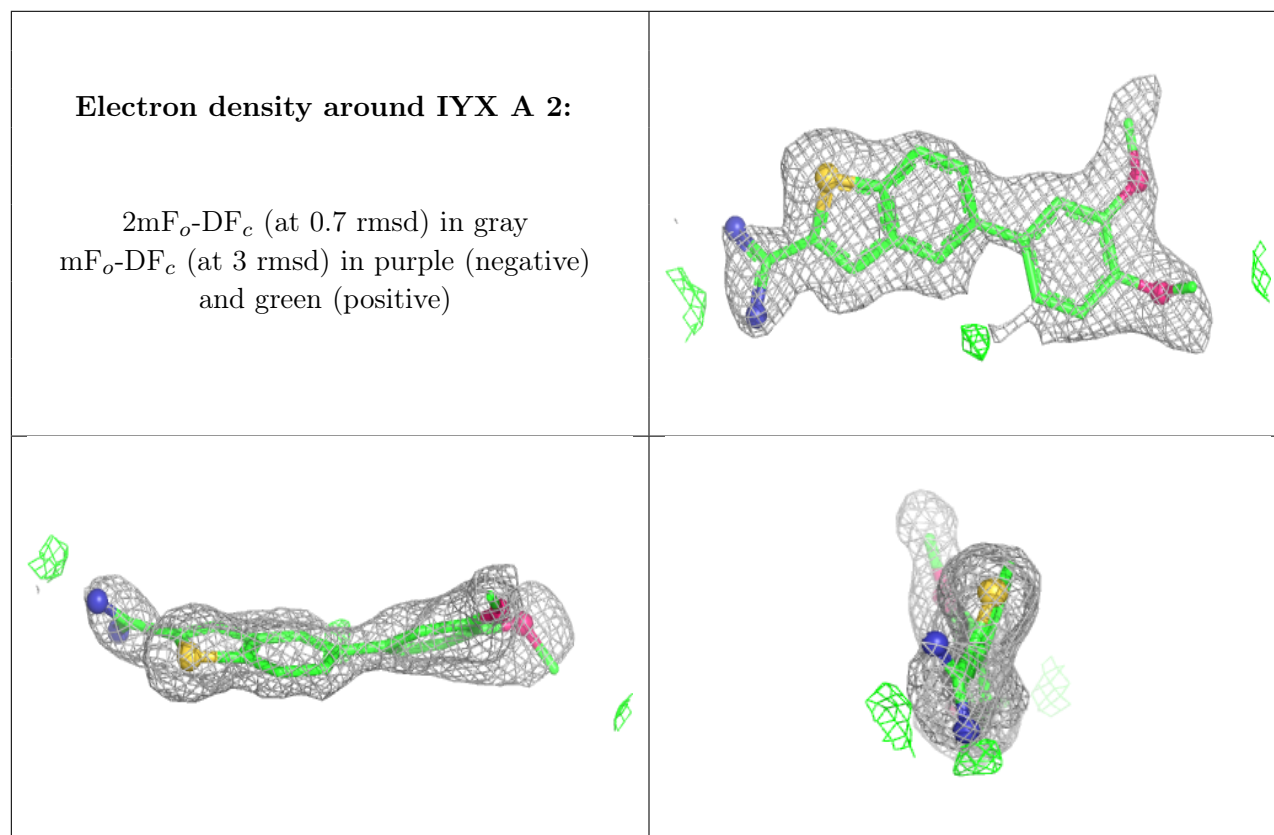 Electron density around IYX A 2:
2mFo-DFc (at 0.7 rmsd) in gray
mFo-DFc (at 3 rmsd) in purple (negative)
and green (positive)